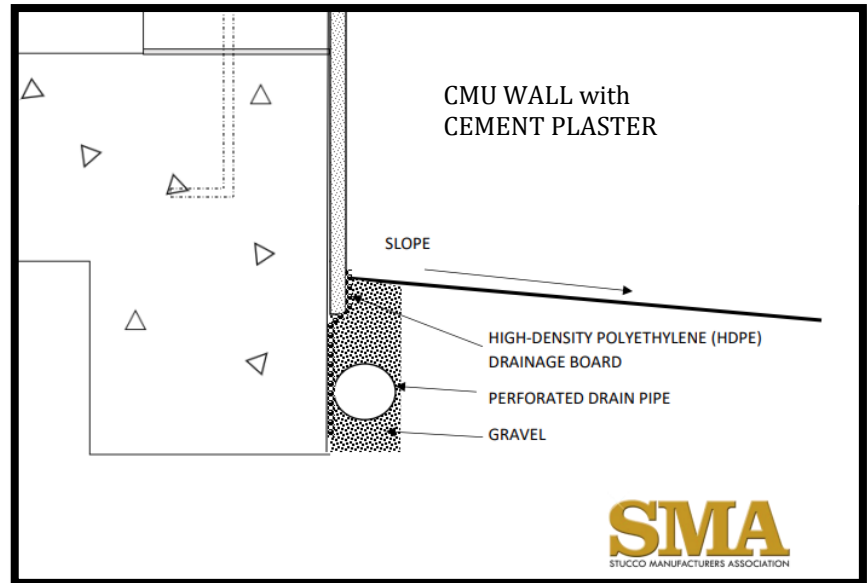 CMU WALL with
CEMENT PLASTER
SLOPE
HIGH-DENSITY POLYETHYLENE (HDPE)
DRAINAGE BOARD
PERFORATED DRAIN PIPE
GRAVEL
SMA
STUCCO MANUFACTURERS ASSOCIATION